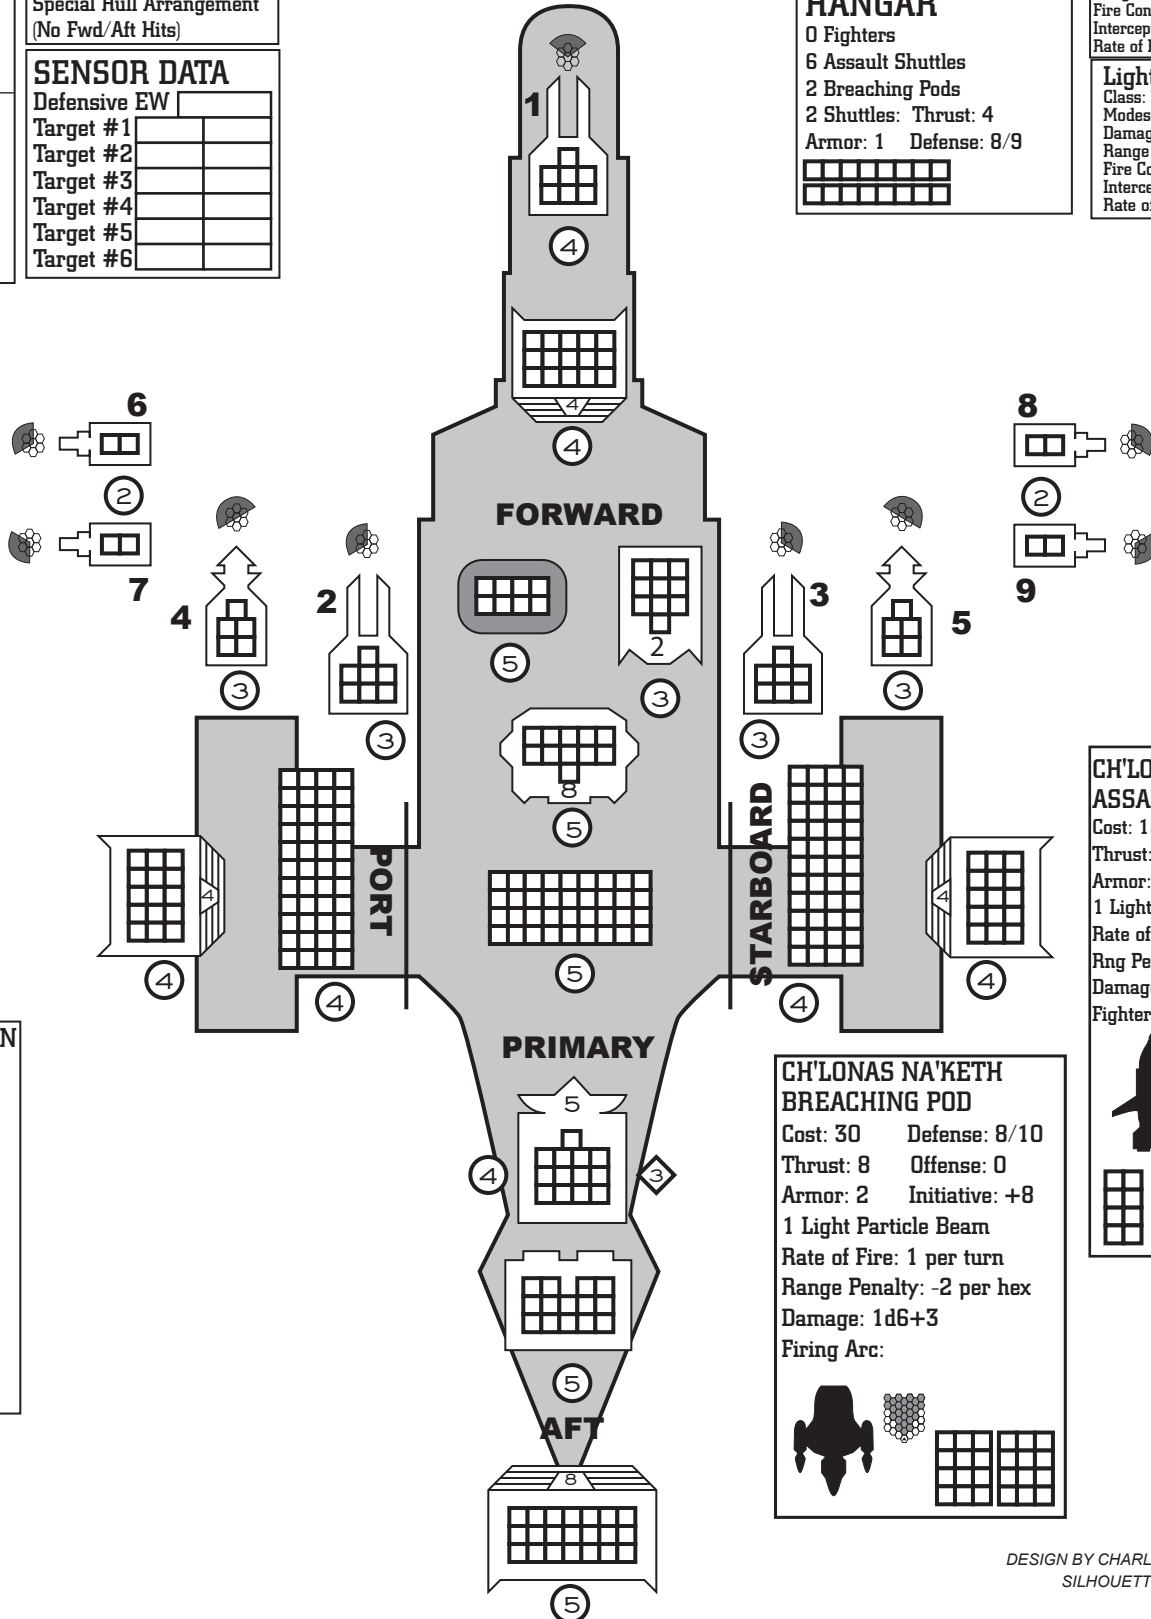 Special Hull Arrangement
(No Fwd/Aft Hits)
SENSOR DATA
Defensive EW
Target #1
Target #2
Target #3
Target #4
Target #5
Target #6
HANGAR
0 Fighters
6 Assault Shuttles
2 Breaching Pods
2 Shuttles: Thrust: 4
Armor: 1 Defense: 8/9
Fire Con
Intercep
Rate of
Light
Class:
Modes
Damag
Range
Fire Co
Interce
Rate o
1
4
4
4
6
2
7
8
2
9
FORWARD
4
3
2
3
5
2
3
3
3
5
3
8
5
PORT
STARBOARD
4
4
4
4
5
4
4
PRIMARY
5
4
3
5
AFT
8
5
N
CH'LO
ASSA
Cost: 1
Thrust:
Armor:
1 Light
Rate of
Rng Pe
Damag
Fighter
CH'LONAS NA'KETH
BREACHING POD
Cost: 30 Defense: 8/10
Thrust: 8 Offense: 0
Armor: 2 Initiative: +8
1 Light Particle Beam
Rate of Fire: 1 per turn
Range Penalty: -2 per hex
Damage: 1d6+3
Firing Arc:
DESIGN BY CHARL
SILHOUETT